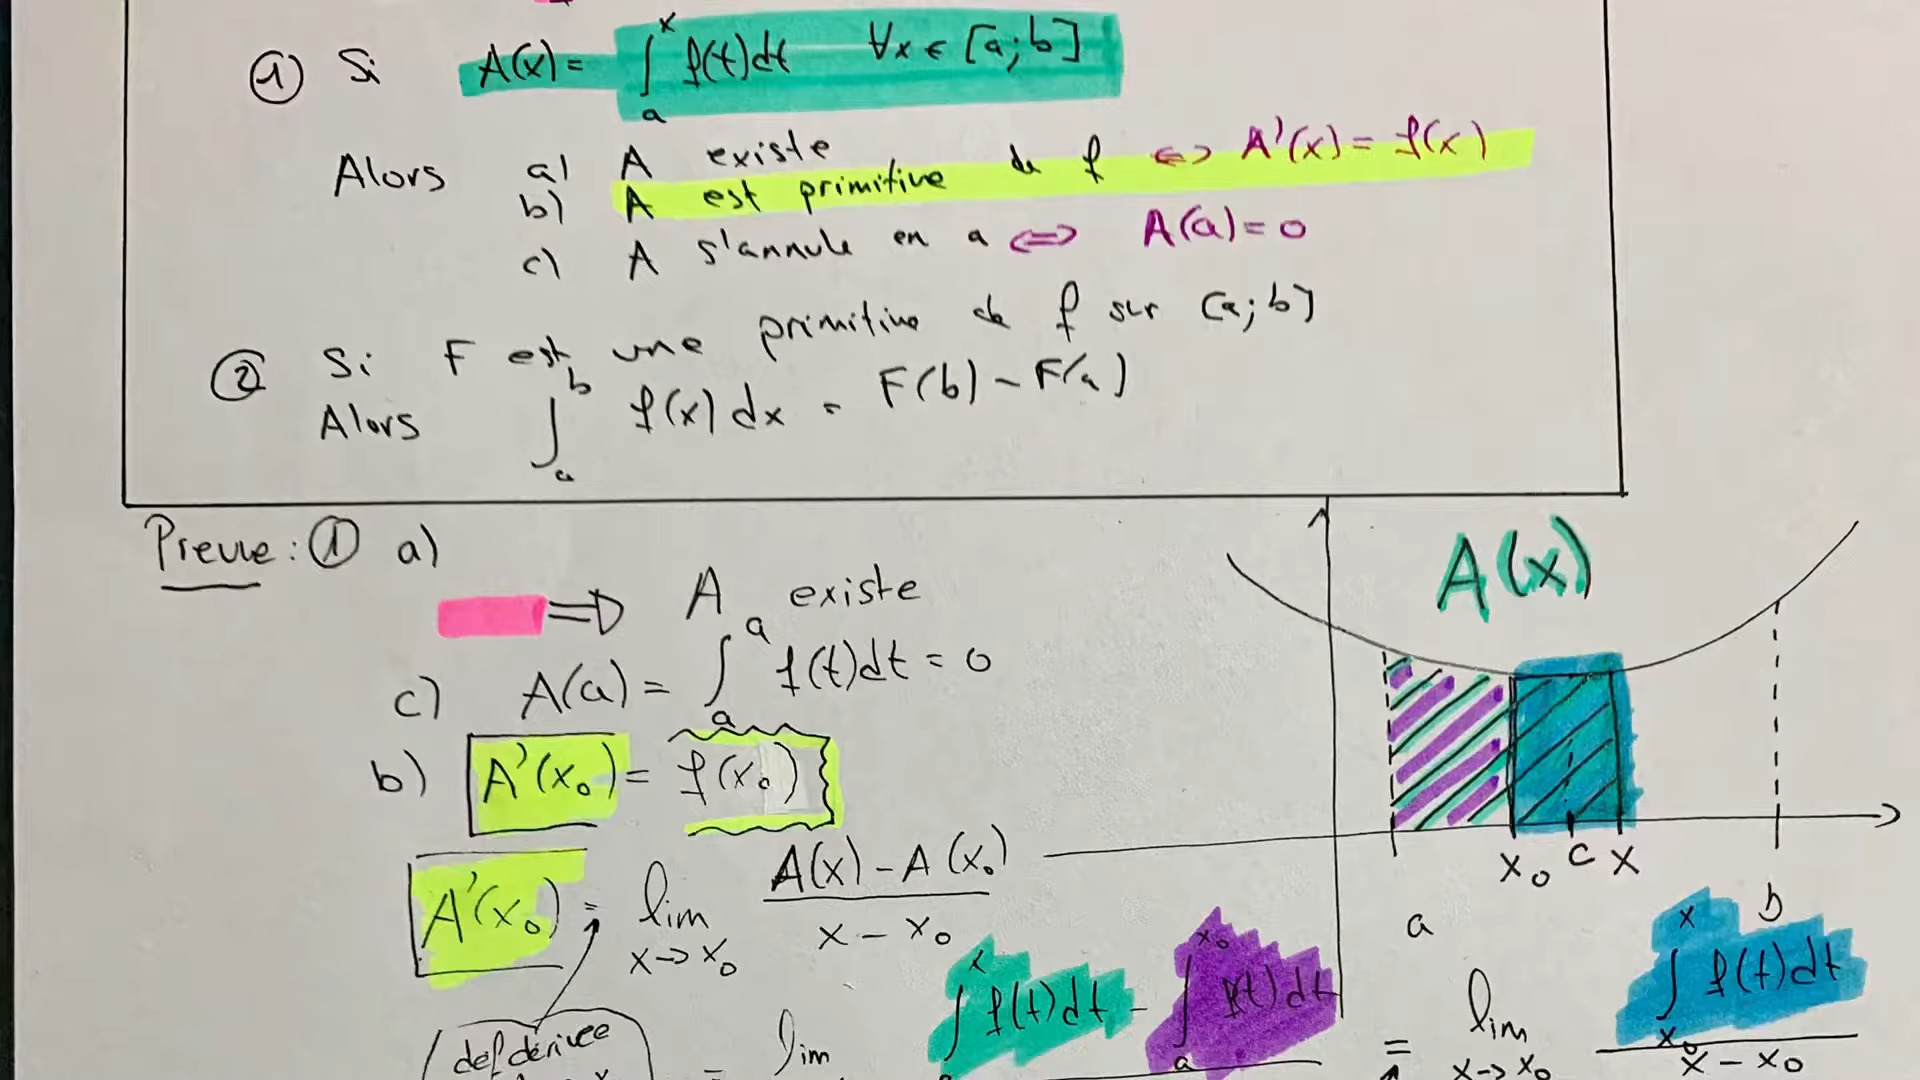 ① Si A(x) = ∫ₐˣ f(t)dt ∀x ∈ [a;b]
Alors a) A existe
b) A est primitive de f ⇔ A'(x) = f(x)
c) A s'annule en a ⇔ A(a) = 0
② Si F est une primitive de f sur [a;b]
Alors ∫ₐᵇ f(x) dx = F(b) - F(a)
Preuve : ① a)
⇒ A existe
c) A(a) = ∫ₐᵃ f(t)dt = 0
b) A'(x₀) = f(x₀)
A'(x₀) = lim x→x₀ A(x) - A(x₀) / x - x₀
def dérivée
= lim ∫ˣ f(t)dt - ∫ₐˣ⁰ f(t)dt
= lim x→x₀ ∫ₓ₀ˣ f(t)dt / x - x₀
A(x)
x₀ c x
a b